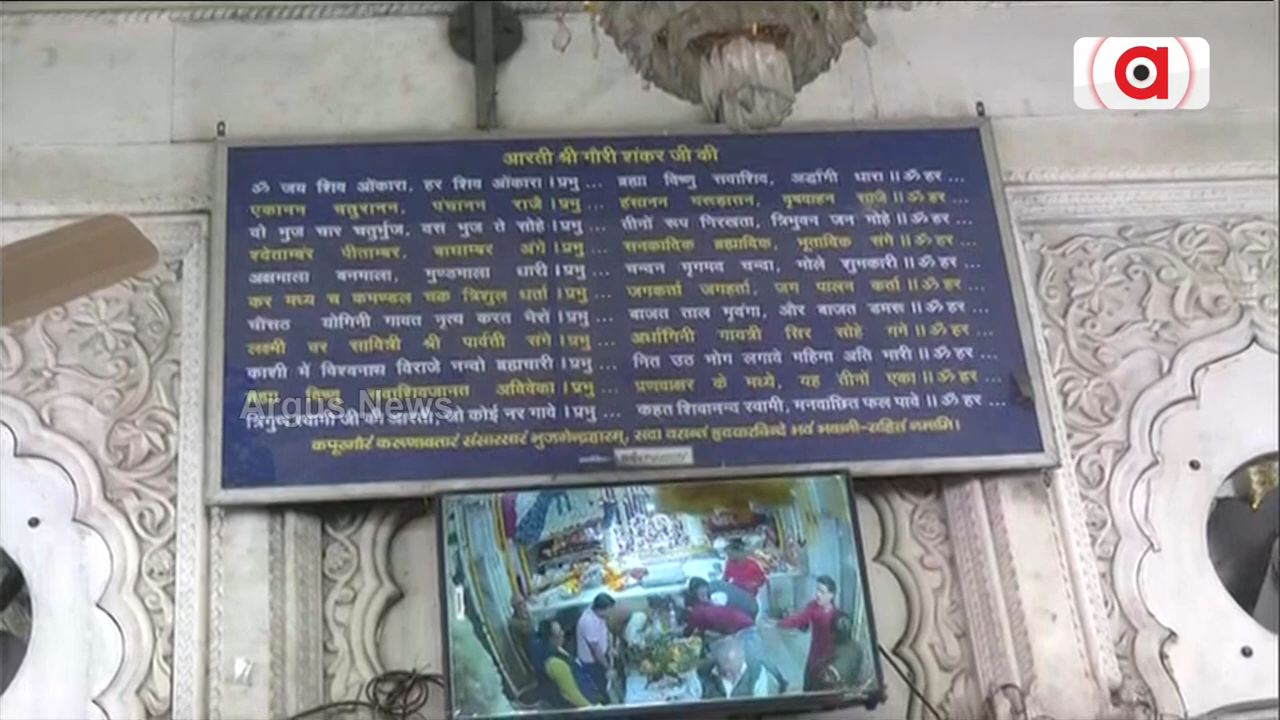 a
आरती श्री गौरी शंकर जी की
ॐ जय शिव ओंकारा, हर शिव ओंकारा । प्रभु ... ब्रह्मा विष्णु सदाशिव, अर्द्धांगी धारा ॥ ॐ हर ...
एकानन चतुरानन, पंचानन राजै । प्रभु ... हंसानन गरूड़ासन, वृषवाहन साजै ॥ ॐ हर ...
दो भुज चार चतुर्भुज, दस भुज ते सोहे । प्रभु ... तीनों रूप निरखता, त्रिभुवन जन मोहे ॥ ॐ हर ...
श्वेताम्बर पीताम्बर, बाघाम्बर अंगे । प्रभु ... सनकादिक ब्रह्मादिक, भूतादिक संगे ॥ ॐ हर ...
अक्षमाला बनमाला, मुण्डमाला धारी । प्रभु ... चन्दन मृगमद चन्दा, भोले शुभकारी ॥ ॐ हर ...
कर मध्य च कमण्डल चक्र त्रिशुल धर्ता । प्रभु ... जगकर्ता जगहर्ता, जग पालन कर्ता ॥ ॐ हर ...
चौंसठ योगिनी गावत नृत्य करत भैरों । प्रभु ... बाजत ताल मृदंगा, और बाजत डमरू ॥ ॐ हर ...
लक्ष्मी वर सावित्री श्री पार्वती संगे । प्रभु ... अर्धांगिनी गायत्री सिर सोहे गंगे ॥ ॐ हर ...
काशी में विश्वनाथ विराजे नन्दो ब्रह्मचारी । प्रभु ... नित उठ भोग लगावे महिमा अति भारी ॥ ॐ हर ...
ब्रह्मा विष्णु सदाशिवजानत अविवेका । प्रभु ... प्रणवाक्षर के मध्ये, यह तीनों एका ॥ ॐ हर ...
Argus News
त्रिगुण स्वामी जी की आरती, जो कोई नर गावे । प्रभु ... कहत शिवानन्द स्वामी, मनवाछित फल पावे ॥ ॐ हर ...
कपूरगौरं करूणावतारं संसारसारं भुजगेन्द्रहारम्, सदा वसन्तं हृदयारविन्दे भवं भवानी-सहितं नमामि।